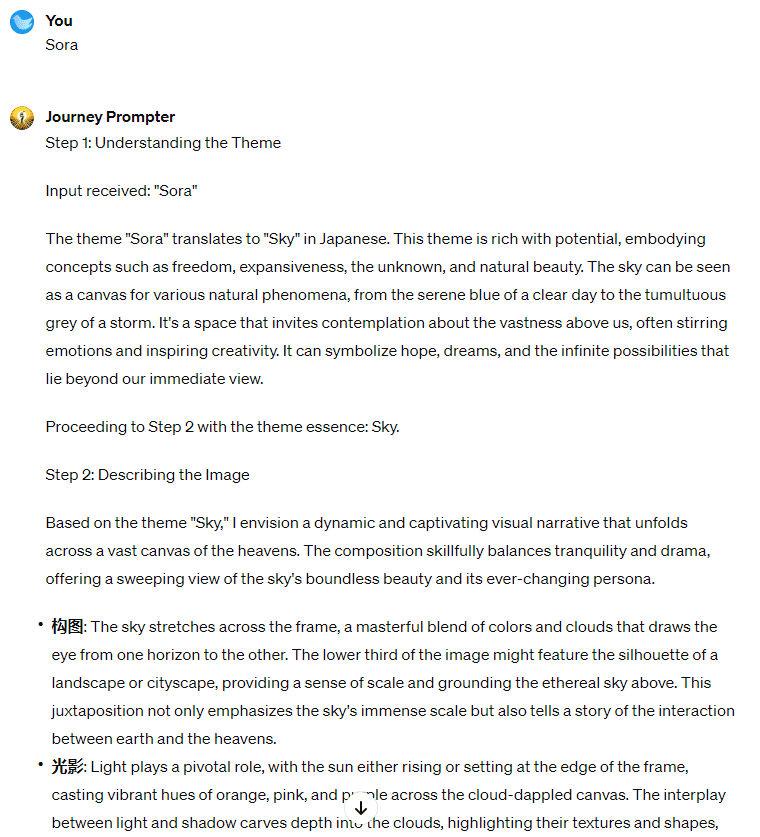 You
Sora
Journey Prompter
Step 1: Understanding the Theme
Input received: "Sora"
The theme "Sora" translates to "Sky" in Japanese. This theme is rich with potential, embodying
concepts such as freedom, expansiveness, the unknown, and natural beauty. The sky can be seen
as a canvas for various natural phenomena, from the serene blue of a clear day to the tumultuous
grey of a storm. It's a space that invites contemplation about the vastness above us, often stirring
emotions and inspiring creativity. It can symbolize hope, dreams, and the infinite possibilities that
lie beyond our immediate view.
Proceeding to Step 2 with the theme essence: Sky.
Step 2: Describing the Image
Based on the theme "Sky," I envision a dynamic and captivating visual narrative that unfolds
across a vast canvas of the heavens. The composition skillfully balances tranquility and drama,
offering a sweeping view of the sky's boundless beauty and its ever-changing persona.
• 构图: The sky stretches across the frame, a masterful blend of colors and clouds that draws the
eye from one horizon to the other. The lower third of the image might feature the silhouette of a
landscape or cityscape, providing a sense of scale and grounding the ethereal sky above. This
juxtaposition not only emphasizes the sky's immense scale but also tells a story of the interaction
between earth and the heavens.
• 光影: Light plays a pivotal role, with the sun either rising or setting at the edge of the frame,
casting vibrant hues of orange, pink, and purple across the cloud-dappled canvas. The interplay
between light and shadow carves depth into the clouds, highlighting their textures and shapes,